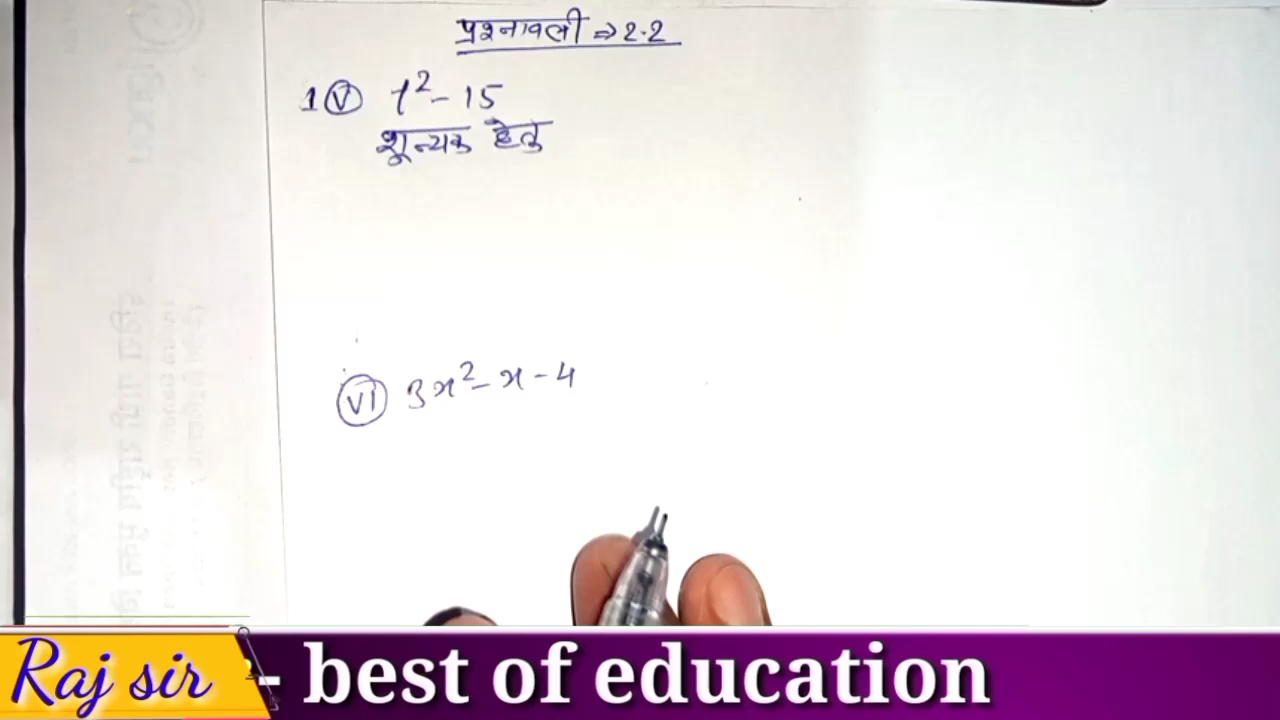 प्रश्नावली ⇒ 2.2
1 (V) t² - 15
शून्यक हेतु
(VI) 3x² - x - 4
Raj sir - best of education